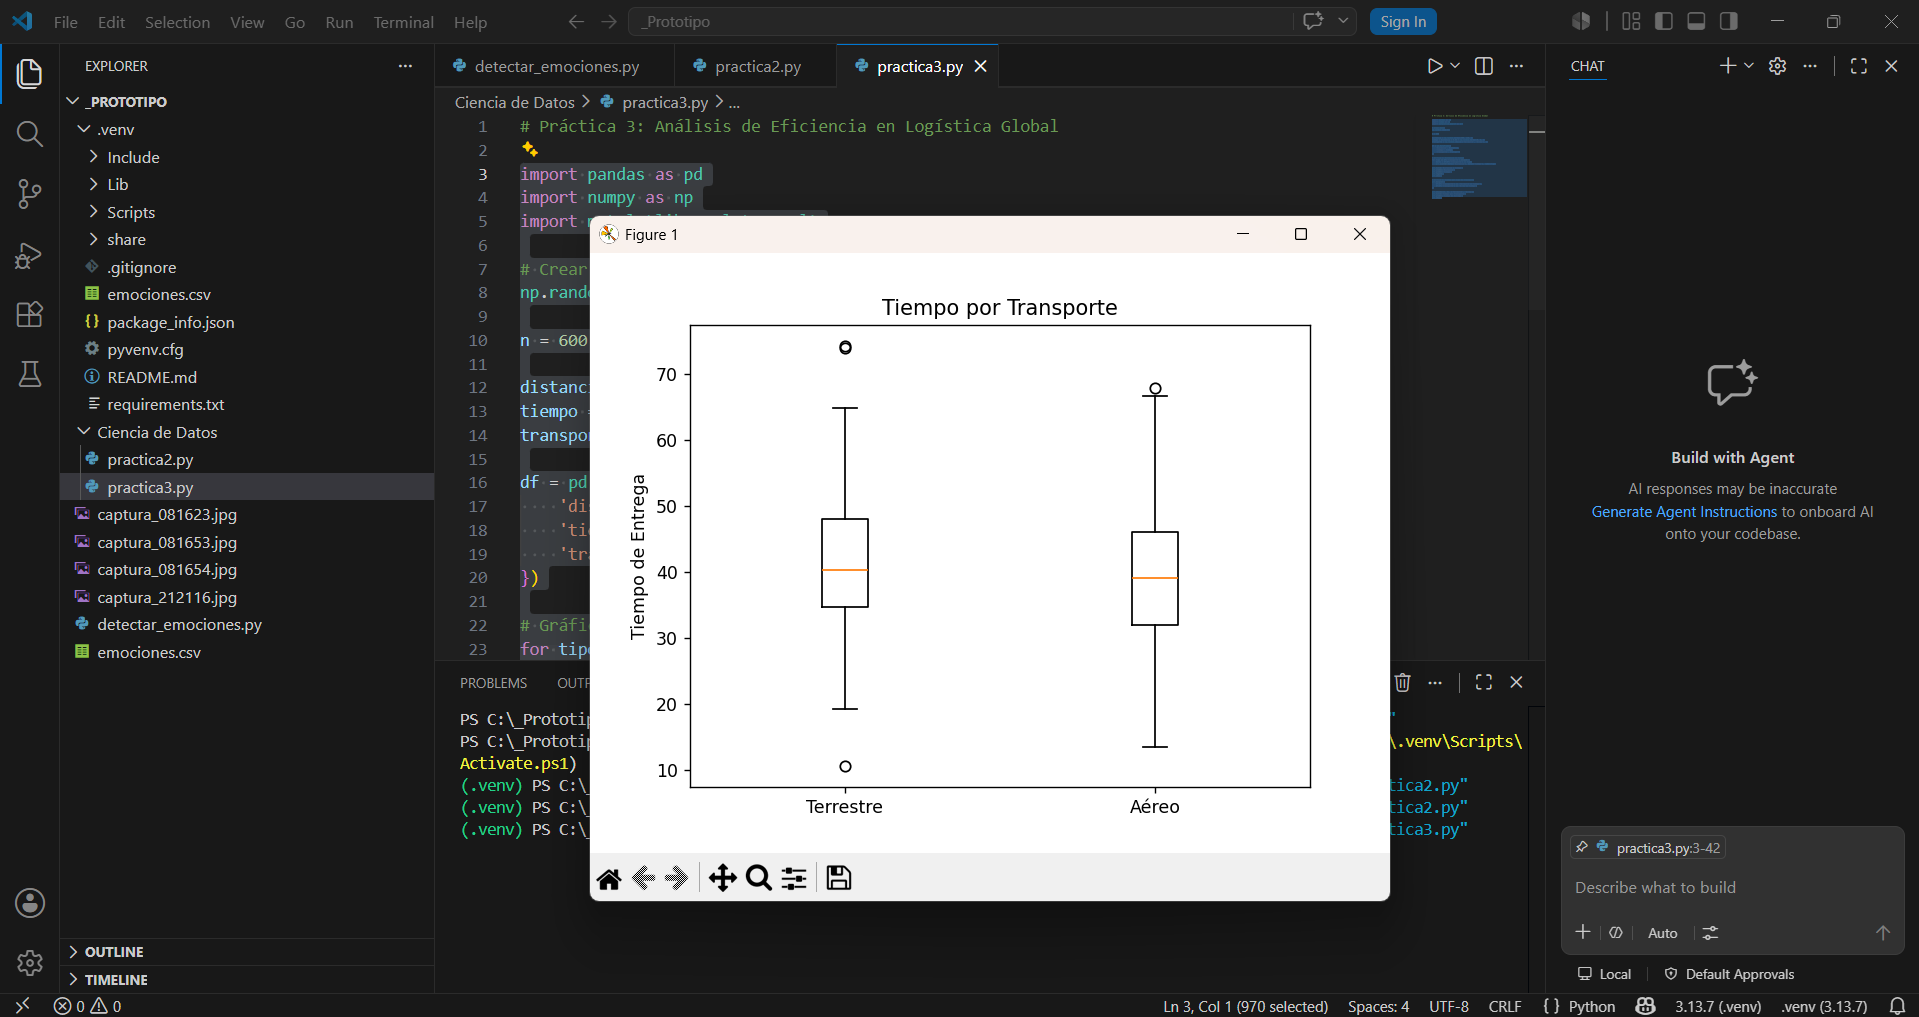 File Edit Selection View Go Run Terminal Help
_Prototipo
Sign In
EXPLORER
_PROTOTIPO
.venv
Include
Lib
Scripts
share
.gitignore
emociones.csv
package_info.json
pyvenv.cfg
README.md
requirements.txt
Ciencia de Datos
practica2.py
practica3.py
captura_081623.jpg
captura_081653.jpg
captura_081654.jpg
captura_212116.jpg
detectar_emociones.py
emociones.csv
OUTLINE
TIMELINE
detectar_emociones.py practica2.py practica3.py
Ciencia de Datos > practica3.py > ...
1 # Práctica 3: Análisis de Eficiencia en Logística Global
2
3 import pandas as pd
4 import numpy as np
5 import
6
7 # Crear
8 np.rand
9
10 n = 600
11
12 distanc
13 tiempo
14 transpo
15
16 df = pd
17 'di
18 'tie
19 'tra
20 })
21
22 # Gráfi
23 for tip
Figure 1
Tiempo por Transporte
Tiempo de Entrega
70
60
50
40
30
20
10
Terrestre
Aéreo
PROBLEMS OUTP
PS C:\_Prototip
PS C:\_Prototip \.venv\Scripts\
Activate.ps1)
(.venv) PS C:\_ tica2.py"
(.venv) PS C:\_ tica2.py"
(.venv) PS C:\_ tica3.py"
CHAT
Build with Agent
AI responses may be inaccurate
Generate Agent Instructions to onboard AI
onto your codebase.
practica3.py:3-42
Describe what to build
Auto
Local Default Approvals
0 0
Ln 3, Col 1 (970 selected) Spaces: 4 UTF-8 CRLF {} Python 3.13.7 (.venv) .venv (3.13.7)